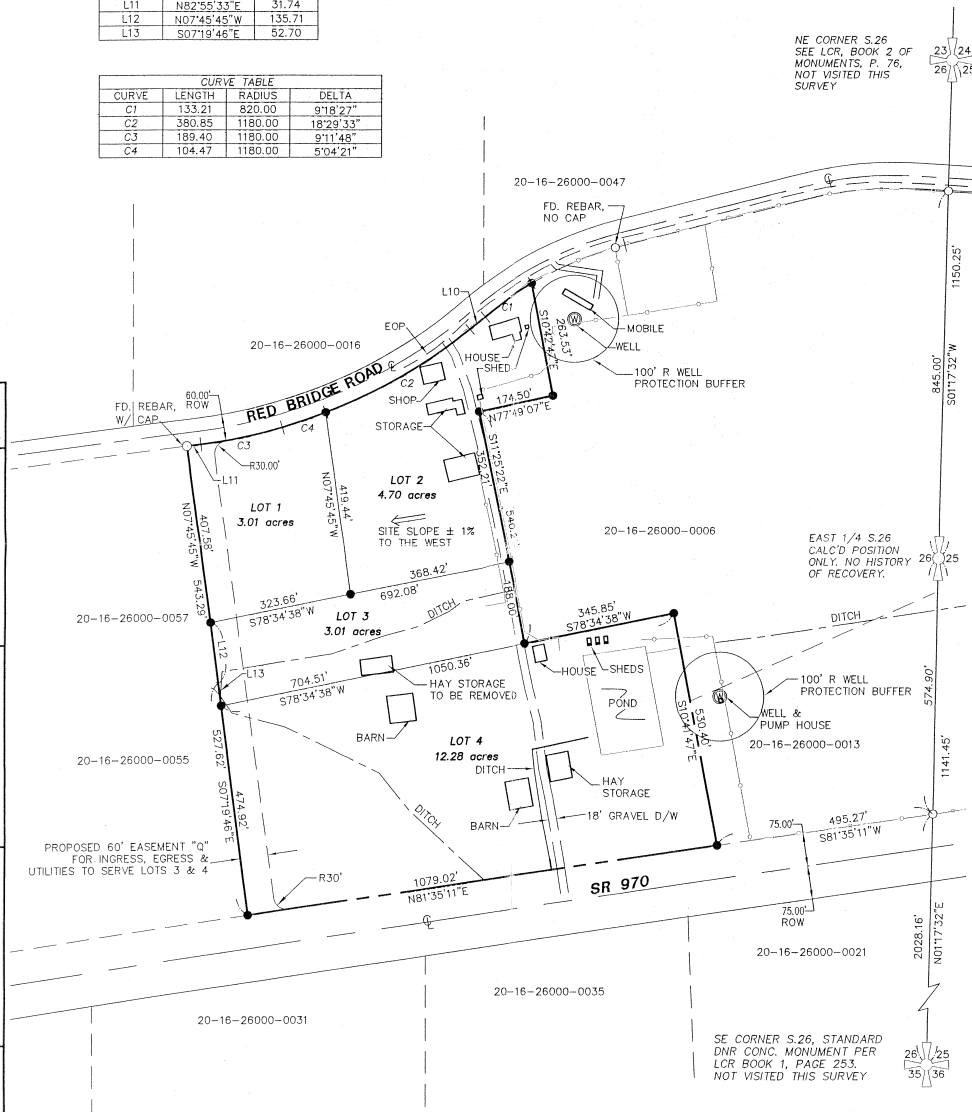 L11 N82°55'33"E 31.74
L12 N07°45'45"W 135.71
L13 S07°19'46"E 52.70
CURVE TABLE
CURVE LENGTH RADIUS DELTA
C1 133.21 820.00 9°18'27"
C2 380.85 1180.00 18°29'33"
C3 189.40 1180.00 9°11'48"
C4 104.47 1180.00 5°04'21"
NE CORNER S.26
SEE LCR, BOOK 2 OF
MONUMENTS, P. 76,
NOT VISITED THIS
SURVEY
23 24
26 25
20-16-26000-0047
FD. REBAR,
NO CAP
℄
1150.25'
L10
C1
EOP
S10°42'47"E
263.53'
MOBILE
WELL
HOUSE
SHED
100' R WELL
PROTECTION BUFFER
845.00'
S01°17'32"W
20-16-26000-0016
℄
C2
RED BRIDGE ROAD
SHOP
174.50'
N77°49'07"E
60.00'
ROW
FD. REBAR,
W/ CAP
C4
C3
STORAGE
R30.00'
L11
S11°25'22"E
352.21'
LOT 1
3.01 acres
LOT 2
4.70 acres
N07°45'45"W
407.58'
543.29'
419.44'
N07°45'45"W
SITE SLOPE ± 1%
TO THE WEST
20-16-26000-0006
EAST 1/4 S.26
CALC'D POSITION
ONLY. NO HISTORY
OF RECOVERY.
26 25
368.42'
692.08'
188.00
323.66'
S78°34'38"W
DITCH
345.85'
S78°34'38"W
DITCH
20-16-26000-0057
LOT 3
3.01 acres
L12
L13
1050.36'
704.51'
S78°34'38"W
HAY STORAGE
TO BE REMOVED
HOUSE
SHEDS
POND
100' R WELL
PROTECTION BUFFER
574.90'
W
WELL &
PUMP HOUSE
530.40'
S10°41'47"E
BARN
LOT 4
12.28 acres
20-16-26000-0013
20-16-26000-0055
527.62'
S07°19'46"E
474.92'
DITCH
HAY
STORAGE
1141.45'
DITCH
BARN
18' GRAVEL D/W
75.00'
495.27'
S81°35'11"W
PROPOSED 60' EASEMENT "Q"
FOR INGRESS, EGRESS &
UTILITIES TO SERVE LOTS 3 & 4
R30'
1079.02'
N81°35'11"E
SR 970
℄
75.00'
ROW
2028.16'
N01°17'32"E
20-16-26000-0021
20-16-26000-0035
20-16-26000-0031
SE CORNER S.26, STANDARD
DNR CONC. MONUMENT PER
LCR BOOK 1, PAGE 253.
NOT VISITED THIS SURVEY
26 25
35 36